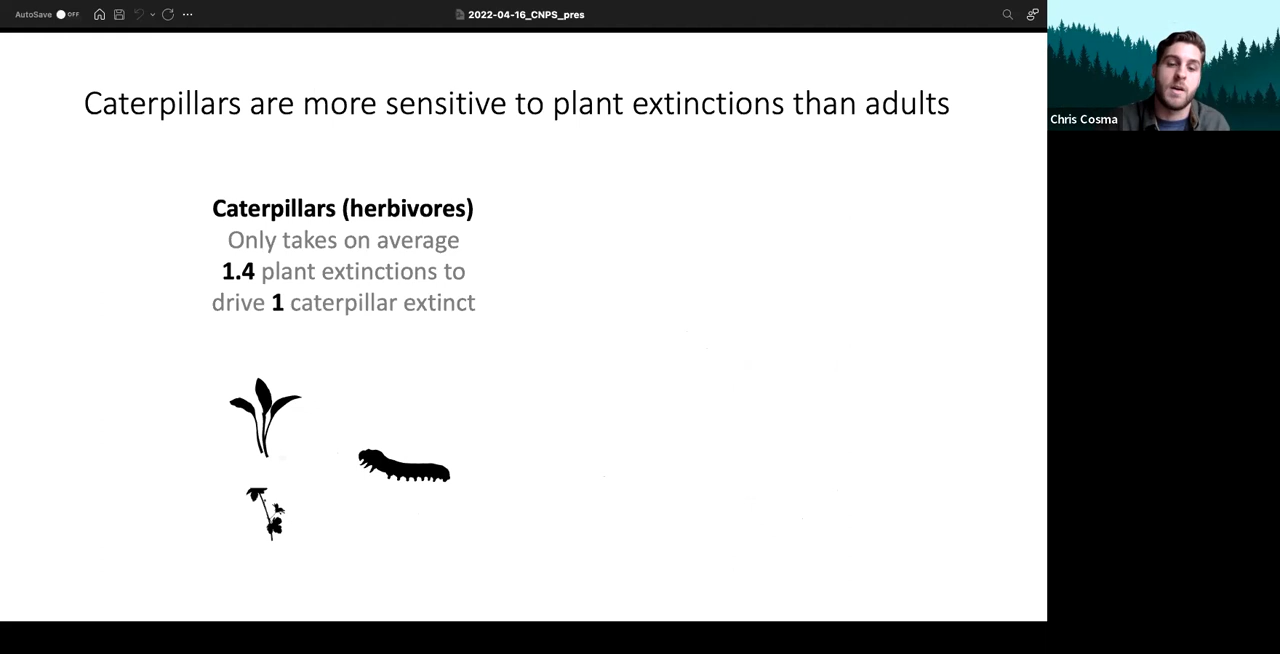 AutoSave OFF
2022-04-16_CNPS_pres
Caterpillars are more sensitive to plant extinctions than adults
Caterpillars (herbivores)
Only takes on average
1.4 plant extinctions to
drive 1 caterpillar extinct
Chris Cosma